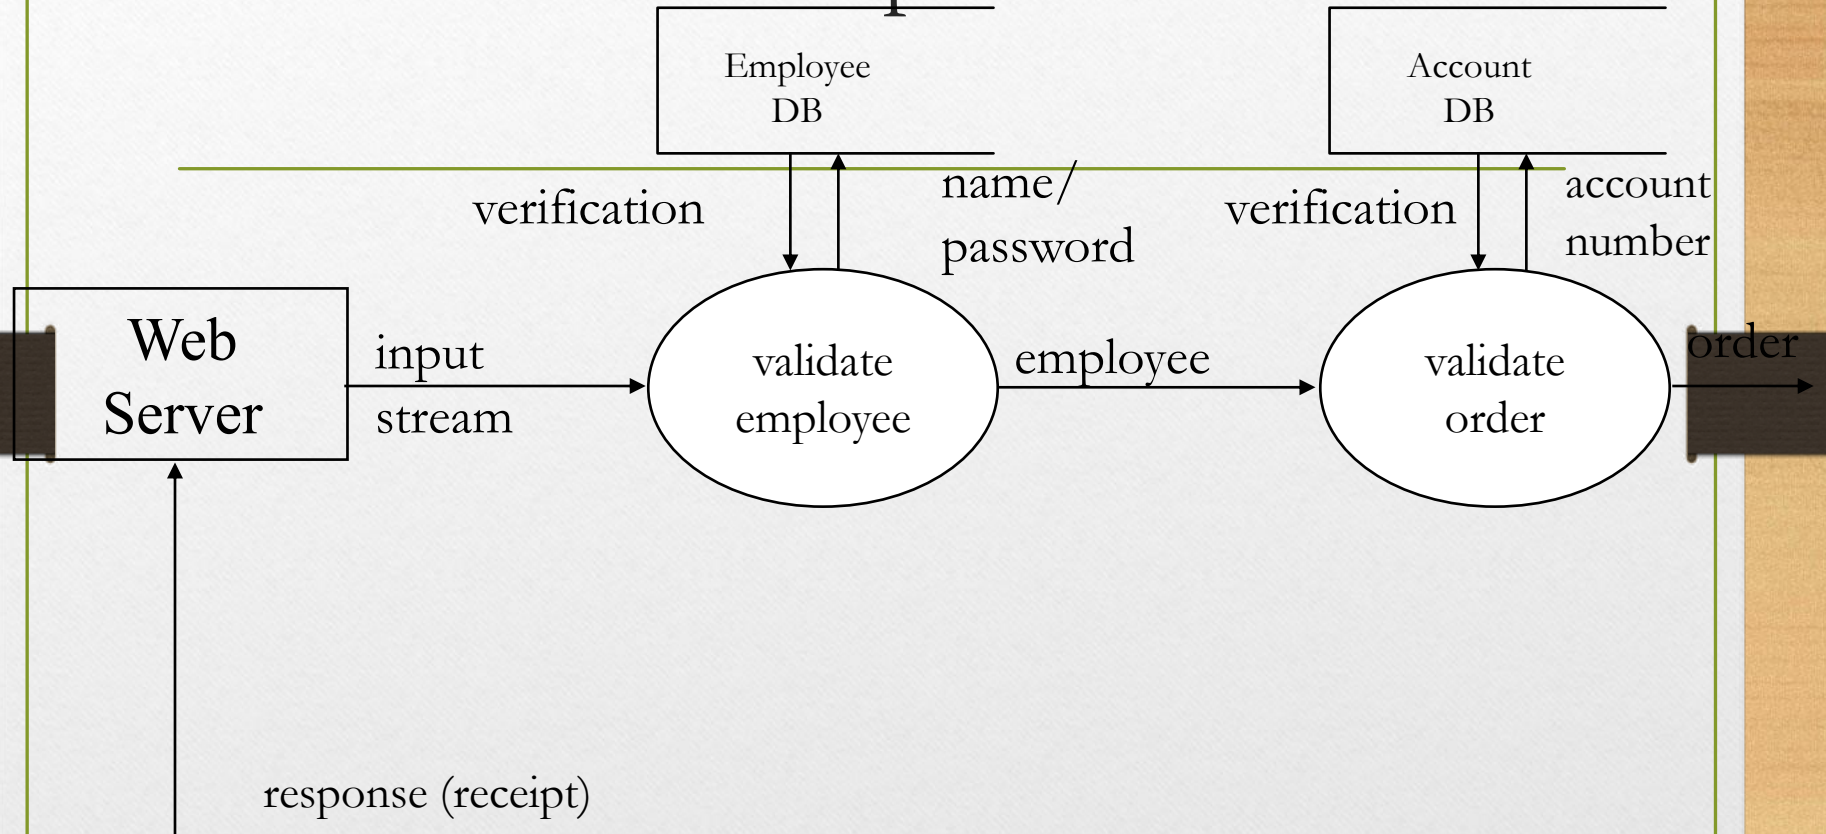 Employee
DB
Account
DB
verification
name/
password
verification
account
number
Web
Server
input
stream
validate
employee
employee
validate
order
order
response (receipt)